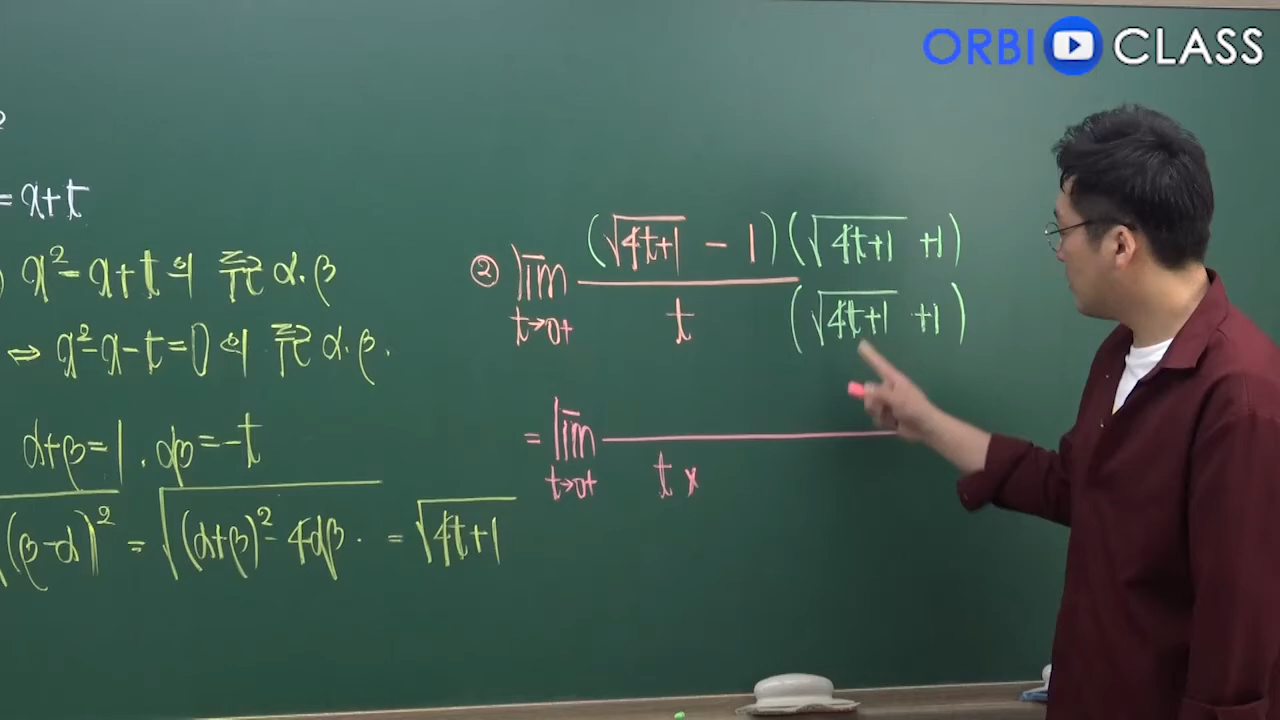 ORBI CLASS
= x+t
x²-x+t의 두근 α.β
⇔ x²-x-t=0의 두근 α.β.
α+β=1 . αβ=-t
√(β-α)² = √(α+β)²-4αβ . = √4t+1
② lim t→0+ (√4t+1 - 1)(√4t+1 +1) / t (√4t+1 +1)
= lim t→0+ t ×